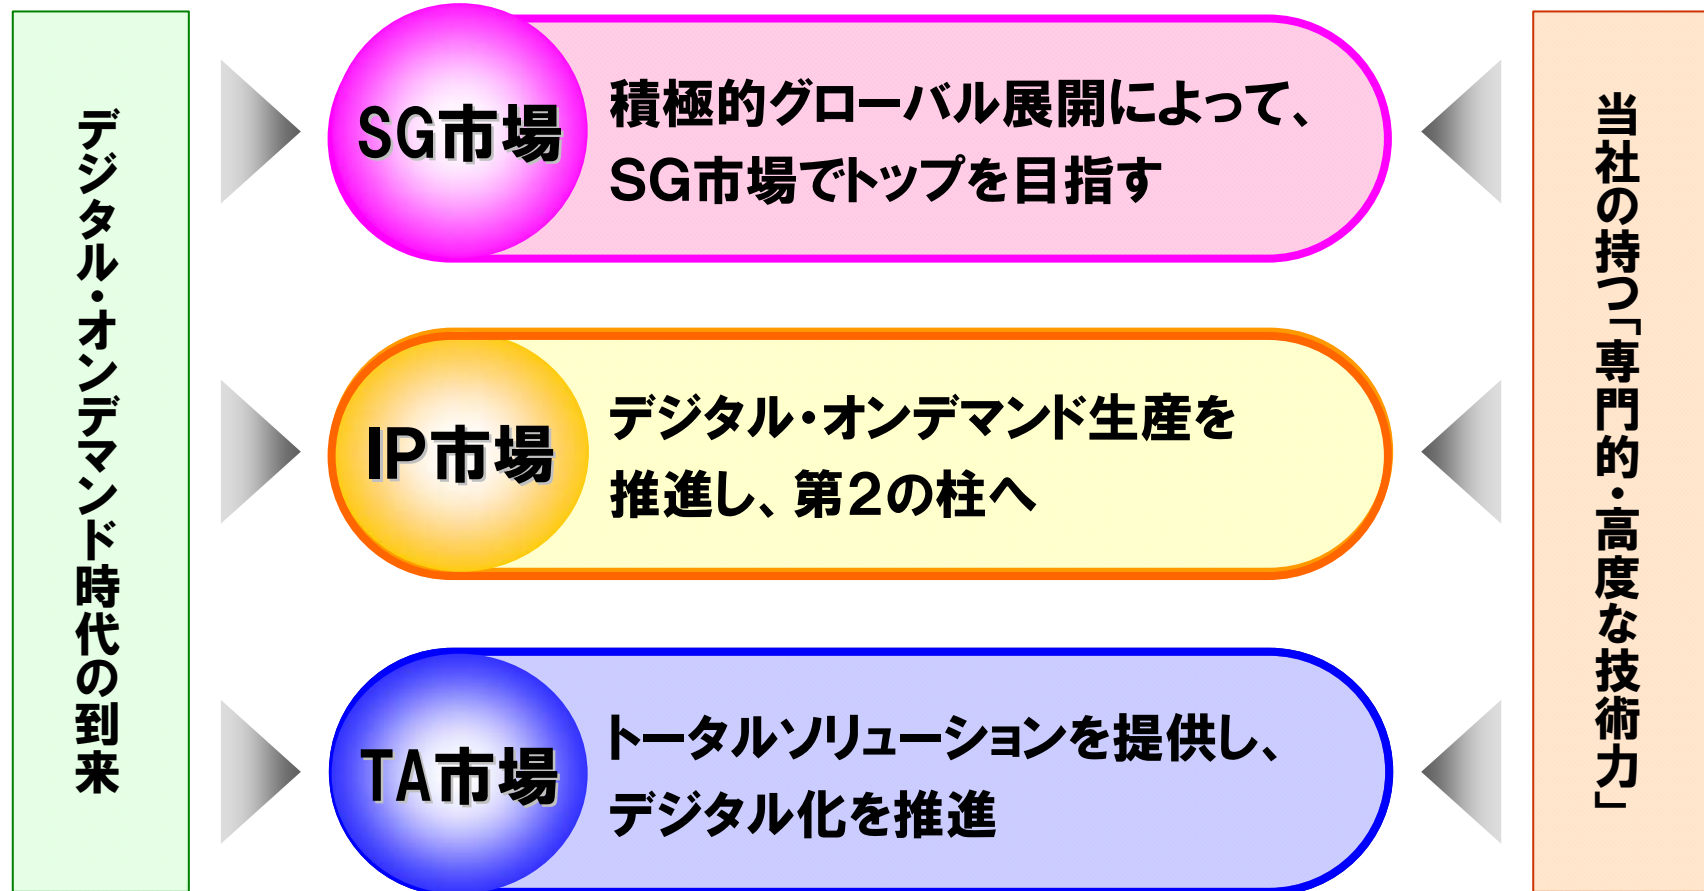 デジタル・オンデマンド時代の到来
SG市場
積極的グローバル展開によって、
SG市場でトップを目指す
IP市場
デジタル・オンデマンド生産を
推進し、第2の柱へ
TA市場
トータルソリューションを提供し、
デジタル化を推進
当社の持つ「専門的・高度な技術力」